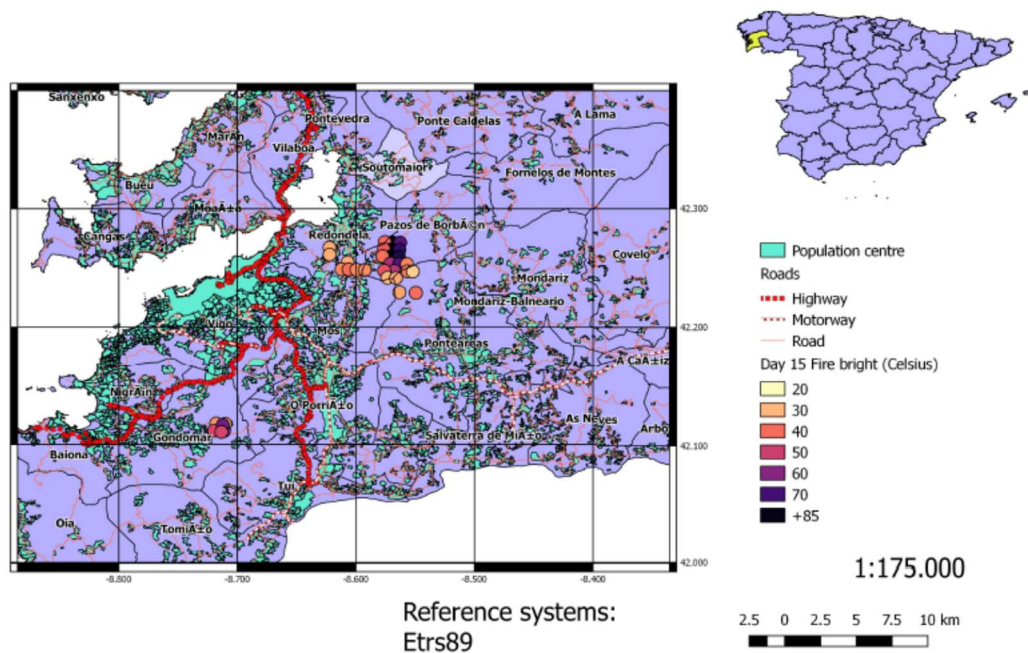 Sanxenxo
Pontevedra
Ponte Caldelas
A Lama
MarÃ­n
Vilaboa
Soutomaior
Fornelos de Montes
Bueu
MoaÃ±a
Cangas
Redondela
Pazos de BorbÃ©n
Covelo
Mondariz
Mondariz-Balneario
Vigo
Mos
Ponteareas
A CaÃ±iz
NigrÃ¡n
O PorriÃ±o
As Neves
Gondomar
Salvaterra de MiÃ±o
Arbo
Baiona
Tui
Oia
TomiÃ±o
42.300
42.200
42.100
42.000
-8.800
-8.700
-8.600
-8.500
-8.400
Population centre
Roads
Highway
Motorway
Road
Day 15 Fire bright (Celsius)
20
30
40
50
60
70
+85
1:175.000
Reference systems:
Etrs89
2.5 0 2.5 5 7.5 10 km